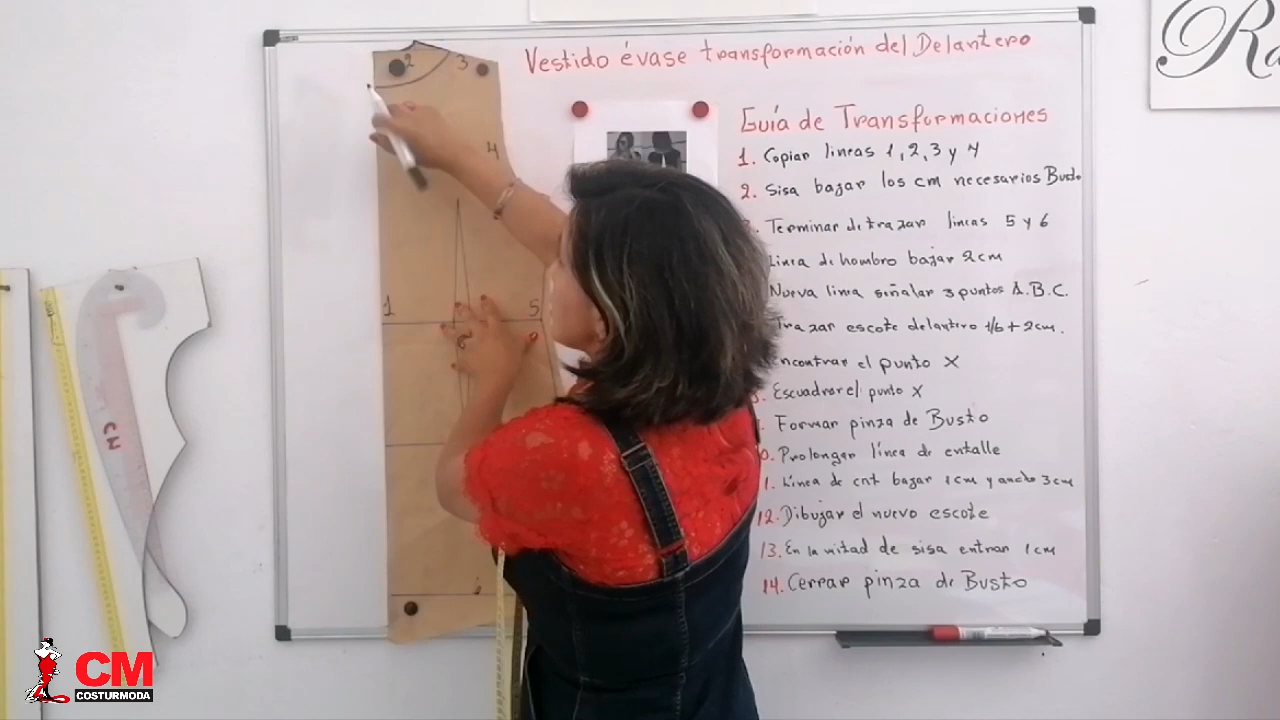 Vestido évase transformación del Delantero
Guía de Transformaciones
1. Copiar lineas 1, 2, 3 y 4
2. Sisa bajar los cm necesarios Busto
Terminar de trazar lineas 5 y 6
Linea de hombro bajar 2cm
Nueva linea señalar 3 puntos A.B.C.
Trazar escote delantero 1/6 + 2cm.
encontrar el punto X
Escuadrar el punto X
Formar pinza de Busto
0. Prolongar línea de entalle
1. Linea de cnt bajar 1cm y ancho 3cm
12. Dibujar el nuevo escote
13. En la mitad de sisa entrar 1cm
14. Cerrar pinza de Busto
2
3
4
1
5
6
CM
Ra
CM
COSTURMODA